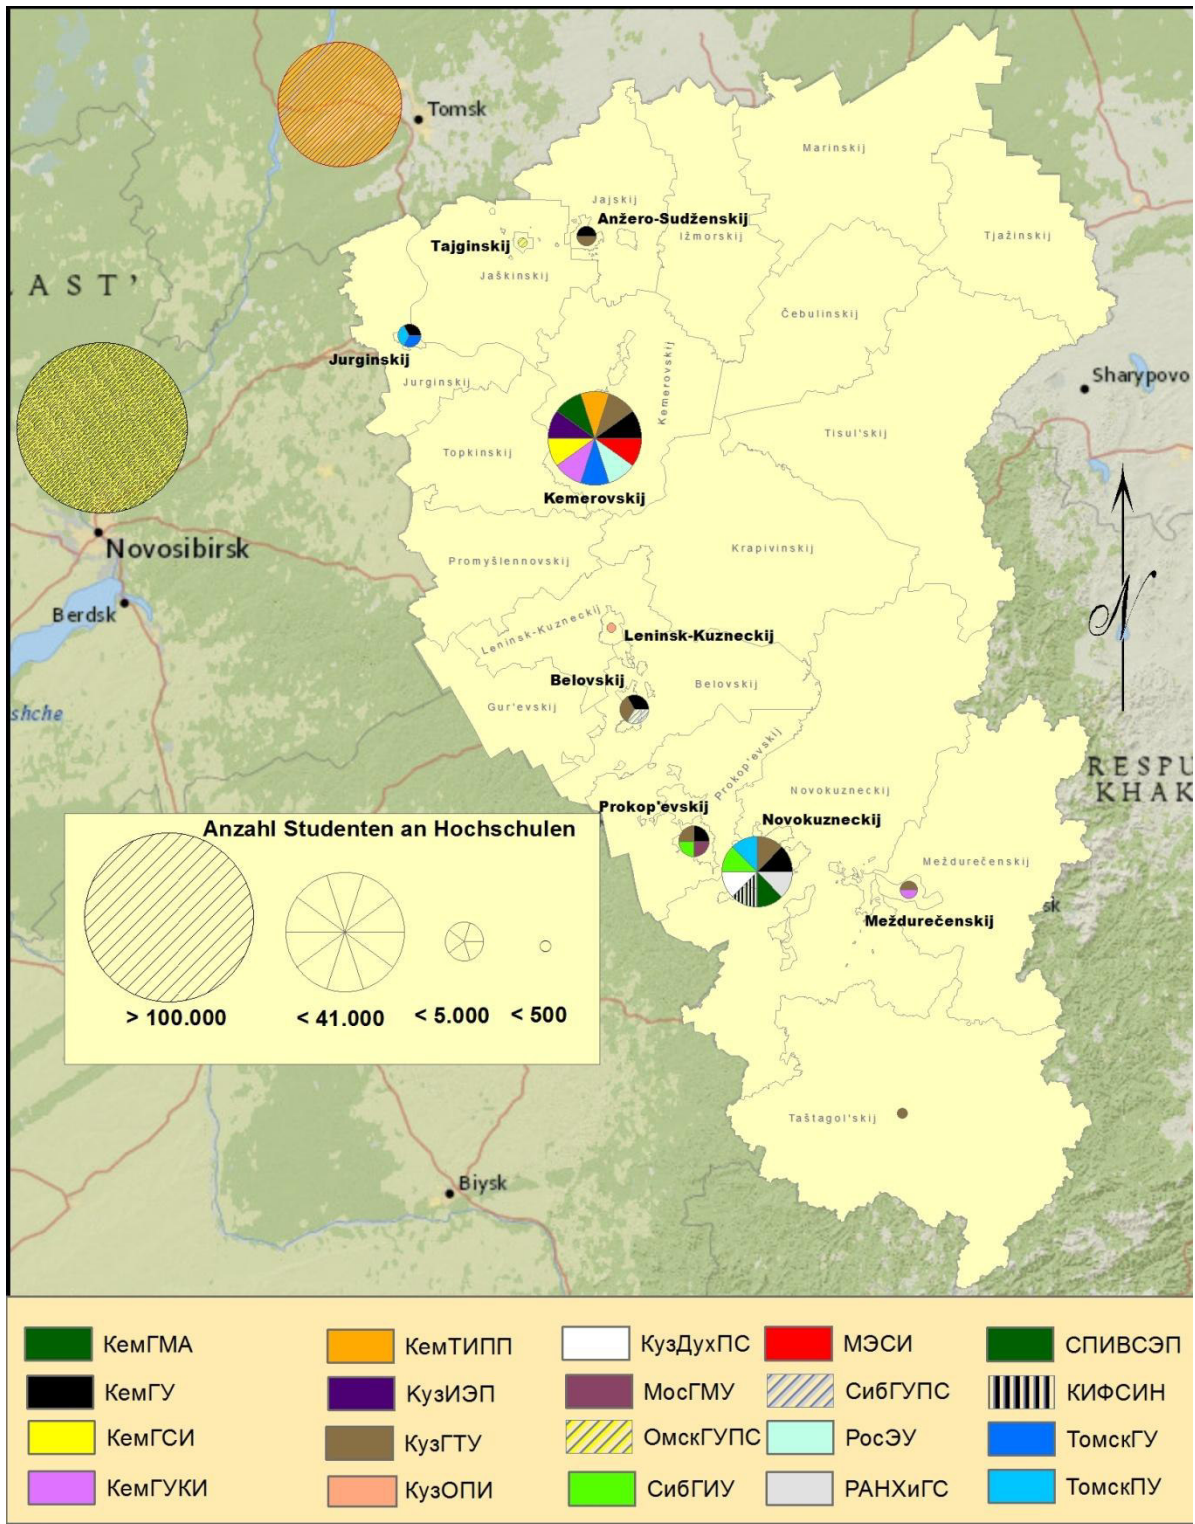 Tomsk
Marinskij
Jajskij
Anžero-Sudženskij
Ižmorskij
Tjažinskij
Tajginskij
Jaškinskij
LAST'
Čebulinskij
Jurginskij
Jurginskij
Kemerovskij
Sharypovo
Tisul'skij
Topkinskij
Kemerovskij
Novosibirsk
Promyšlennovskij
Krapivinskij
Berdsk
Leninsk-Kuzneckij
Leninsk-Kuzneckij
Belovskij
Belovskij
Gur'evskij
shche
N
Prokop'evskij
RESPU
KHAK
Novokuzneckij
Prokop'evskij
Novokuzneckij
Anzahl Studenten an Hochschulen
Meždurečenskij
sk
Meždurečenskij
> 100.000 < 41.000 < 5.000 < 500
Taštagol'skij
Biysk
КемГМА КемТИПП КузДухПС МЭСИ СПИВСЭП
КемГУ КузИЭП МосГМУ СибГУПС КИФСИН
КемГСИ КузГТУ ОмскГУПС РосЭУ ТомскГУ
КемГУКИ КузОПИ СибГИУ РАНХиГС ТомскПУ